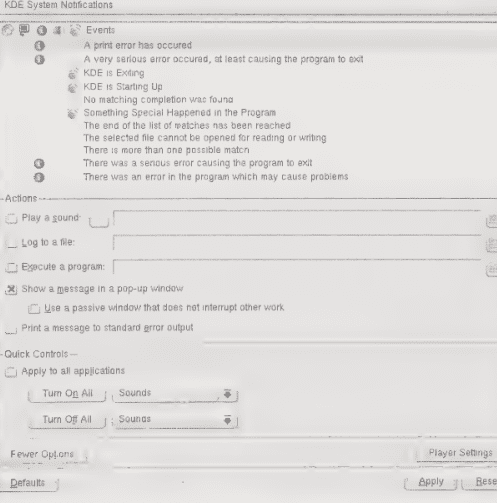 KDE System Notifications
Events
A print error has occured
A very serious error occured, at least causing the program to exit
KDE is Exiting
KDE is Starting Up
No matching completion was found
Something Special Happened in the Program
The end of the list of matches has been reached
The selected file cannot be opened for reading or writing
There is more than one possible match
There was a serious error causing the program to exit
There was an error in the program which may cause problems
Actions
Play a sound:
Log to a file:
Execute a program:
Show a message in a pop-up window
Use a passive window that does not interrupt other work
Print a message to standard error output
Quick Controls
Apply to all applications
Turn On All Sounds
Turn Off All Sounds
Fewer Options Player Settings
Defaults Apply Rese